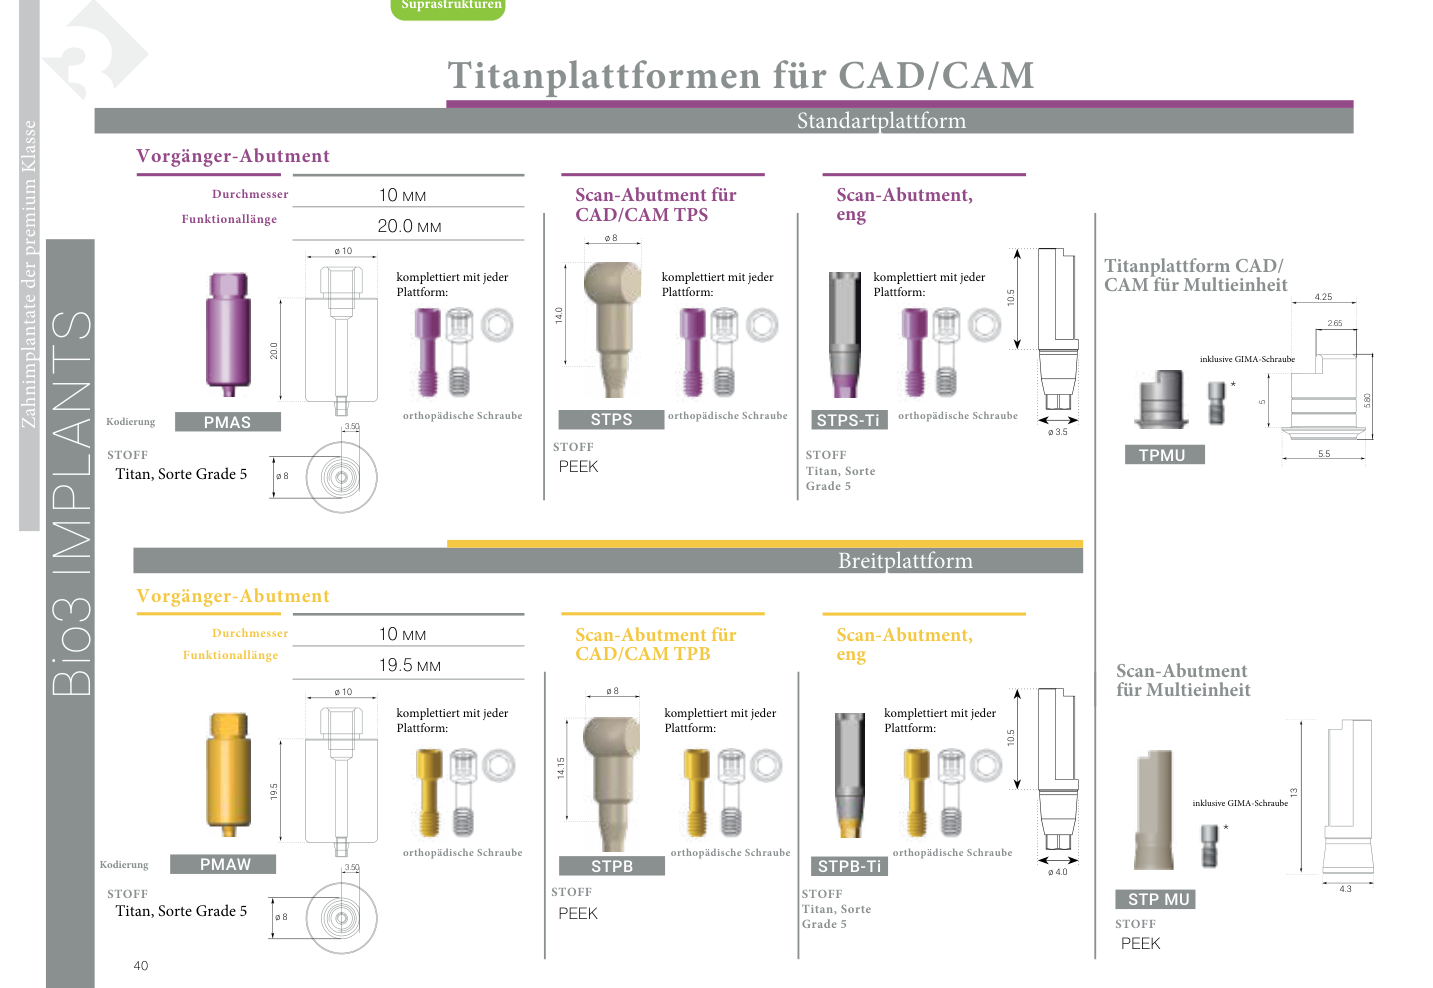 Suprastrukturen
Titanplattformen für CAD/CAM
Standartplattform
Zahnimplantate der premium Klasse
Bio3 IMPLANTS
Vorgänger-Abutment
Durchmesser
10 MM
Funktionallänge
20.0 MM
ø 10
20.0
komplettiert mit jeder
Plattform:
orthopädische Schraube
Kodierung
PMAS
STOFF
Titan, Sorte Grade 5
3.50
ø 8
Scan-Abutment für
CAD/CAM TPS
ø 8
14.0
komplettiert mit jeder
Plattform:
STPS
orthopädische Schraube
STOFF
PEEK
Scan-Abutment,
eng
komplettiert mit jeder
Plattform:
10.5
STPS-Ti
orthopädische Schraube
ø 3.5
STOFF
Titan, Sorte
Grade 5
Titanplattform CAD/
CAM für Multieinheit
4.25
2.65
inklusive GIMA-Schraube
*
5
5.80
5.5
TPMU
Breitplattform
Vorgänger-Abutment
Durchmesser
10 MM
Funktionallänge
19.5 MM
ø 10
19.5
komplettiert mit jeder
Plattform:
orthopädische Schraube
Kodierung
PMAW
STOFF
Titan, Sorte Grade 5
3.50
ø 8
Scan-Abutment für
CAD/CAM TPB
ø 8
14.15
komplettiert mit jeder
Plattform:
STPB
orthopädische Schraube
STOFF
PEEK
Scan-Abutment,
eng
komplettiert mit jeder
Plattform:
10.5
STPB-Ti
orthopädische Schraube
ø 4.0
STOFF
Titan, Sorte
Grade 5
Scan-Abutment
für Multieinheit
inklusive GIMA-Schraube
*
13
4.3
STP MU
STOFF
PEEK
40